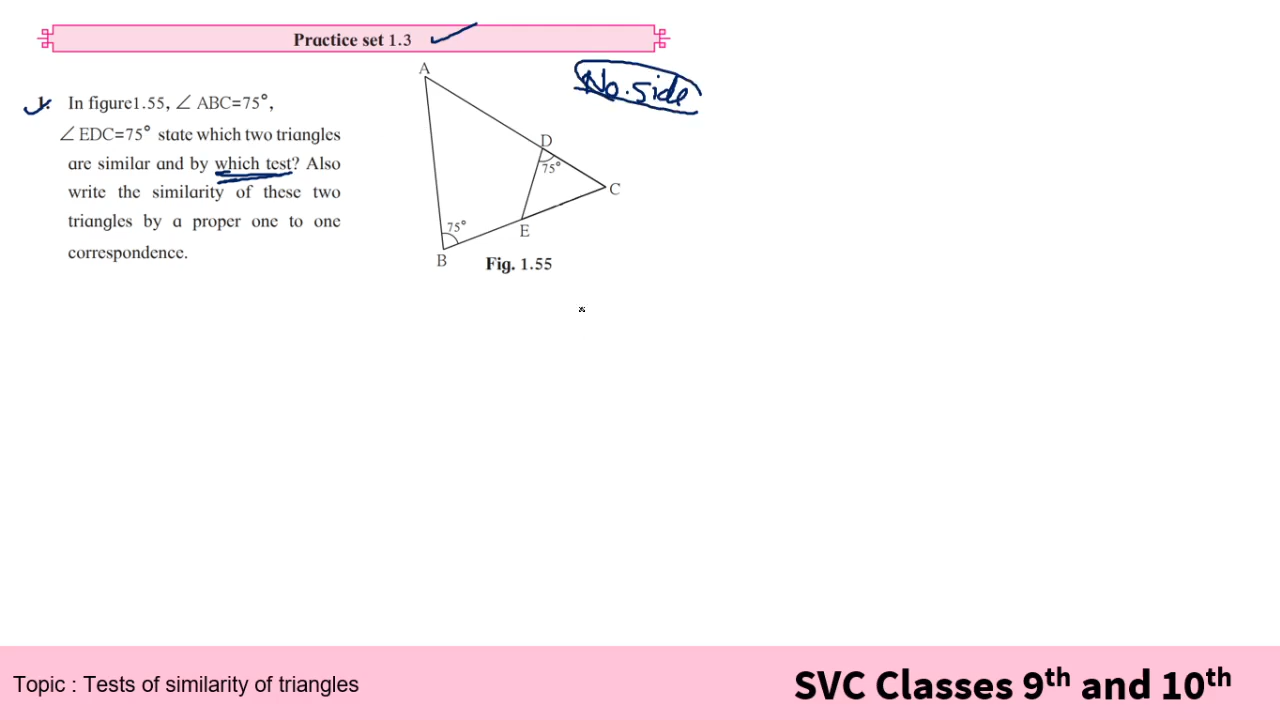 Practice set 1.3
No. side
1. In figure1.55, ∠ ABC=75°,
∠ EDC=75° state which two triangles
are similar and by which test? Also
write the similarity of these two
triangles by a proper one to one
correspondence.
A
D
75°
C
75°
E
B
Fig. 1.55
Topic : Tests of similarity of triangles
SVC Classes 9th and 10th